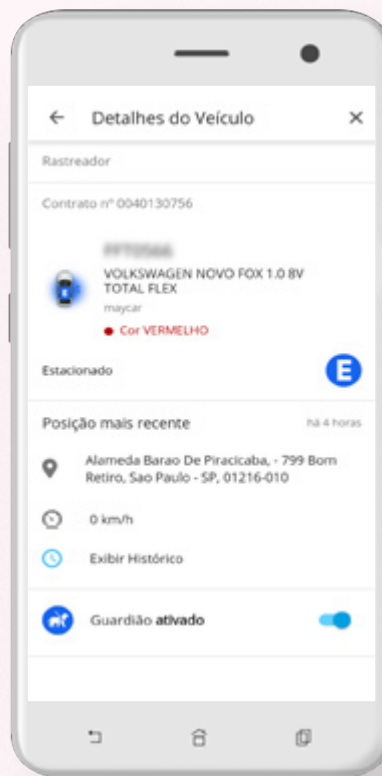 Detalhes do Veículo
Rastreador
Contrato nº 0040130756
VOLKSWAGEN NOVO FOX 1.0 8V
TOTAL FLEX
maycar
Cor VERMELHO
Estacionado
E
Posição mais recente
há 4 horas
Alameda Barao De Piracicaba, - 799 Bom
Retiro, Sao Paulo - SP, 01216-010
0 km/h
Exibir Histórico
Guardião ativado